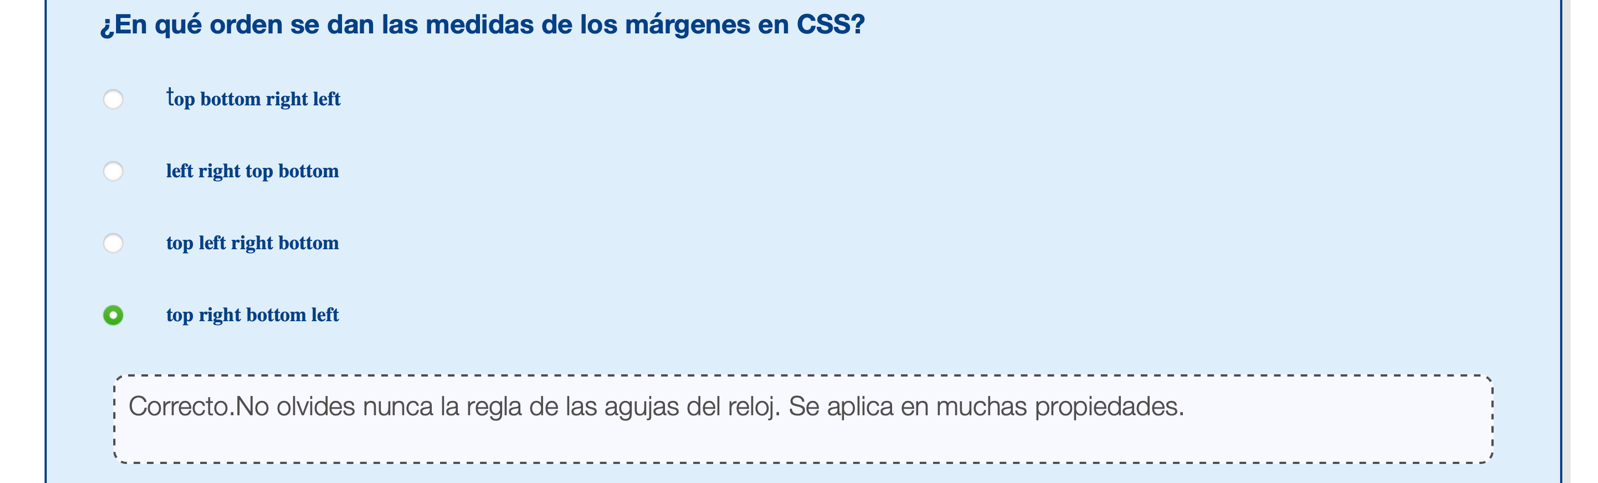 ¿En qué orden se dan las medidas de los márgenes en CSS?
top bottom right left
left right top bottom
top left right bottom
top right bottom left
Correcto.No olvides nunca la regla de las agujas del reloj. Se aplica en muchas propiedades.